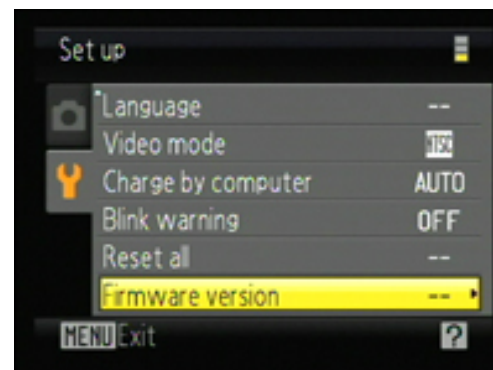 Set up
Language --
Video mode NTSC
Charge by computer AUTO
Blink warning OFF
Reset all --
Firmware version --
MENU Exit ?